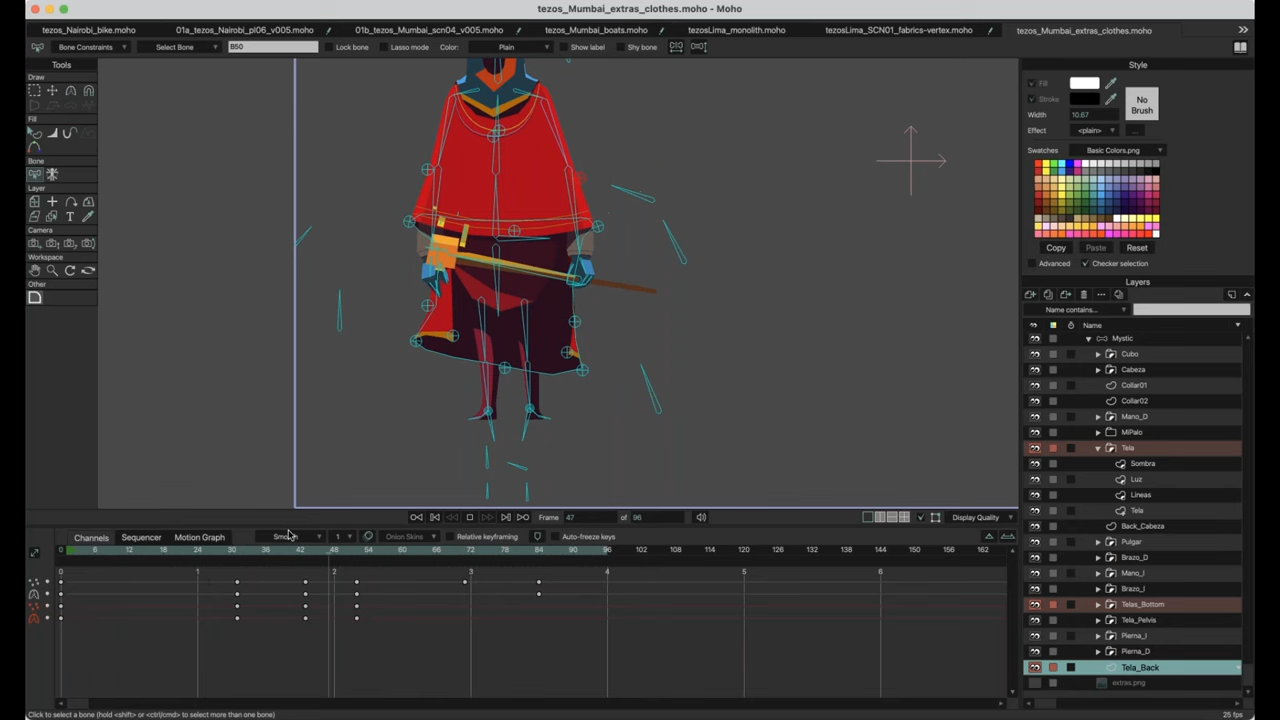 tezos_Mumbai_extras_clothes.moho - Moho
tezos_Nairobi_bike.moho
01a_tezos_Nairobi_pl06_v005.moho
01b_tezos_Mumbai_scn04_v005.moho
tezos_Mumbai_boats.moho
tezosLima_monolith.moho
tezosLima_SCN01_fabrics-vertex.moho
tezos_Mumbai_extras_clothes.moho
Bone Constraints
Select Bone
B50
Lock bone
Lasso mode
Color:
Plain
Show label
Shy bone
Tools
Draw
Fill
Bone
Layer
Camera
Workspace
Other
Style
Fill
Stroke
Width
10.67
Effect
<plain>
...
No
Brush
Swatches
Basic Colors.png
Copy
Paste
Reset
Advanced
Checker selection
Layers
Name contains...
Name
Mystic
Cubo
Cabeza
Collar01
Collar02
Mano_D
MiPalo
Tela
Sombra
Luz
Lineas
Tela
Back_Cabeza
Pulgar
Brazo_D
Mano_I
Brazo_I
Telas_Bottom
Tela_Pelvis
Pierna_I
Pierna_D
Tela_Back
extras.png
Frame
47
of
96
Display Quality
Channels
Sequencer
Motion Graph
1
Onion Skins
Relative keyframing
Auto-freeze keys
0 6 12 18 24 30 36 42 48 54 60 66 72 78 84 90 96 102 108 114 120 126 132 138 144 150 156 162
0 1 2 3 4 5 6
Click to select a bone (hold <shift> or <ctrl/cmd> to select more than one bone)
25 fps